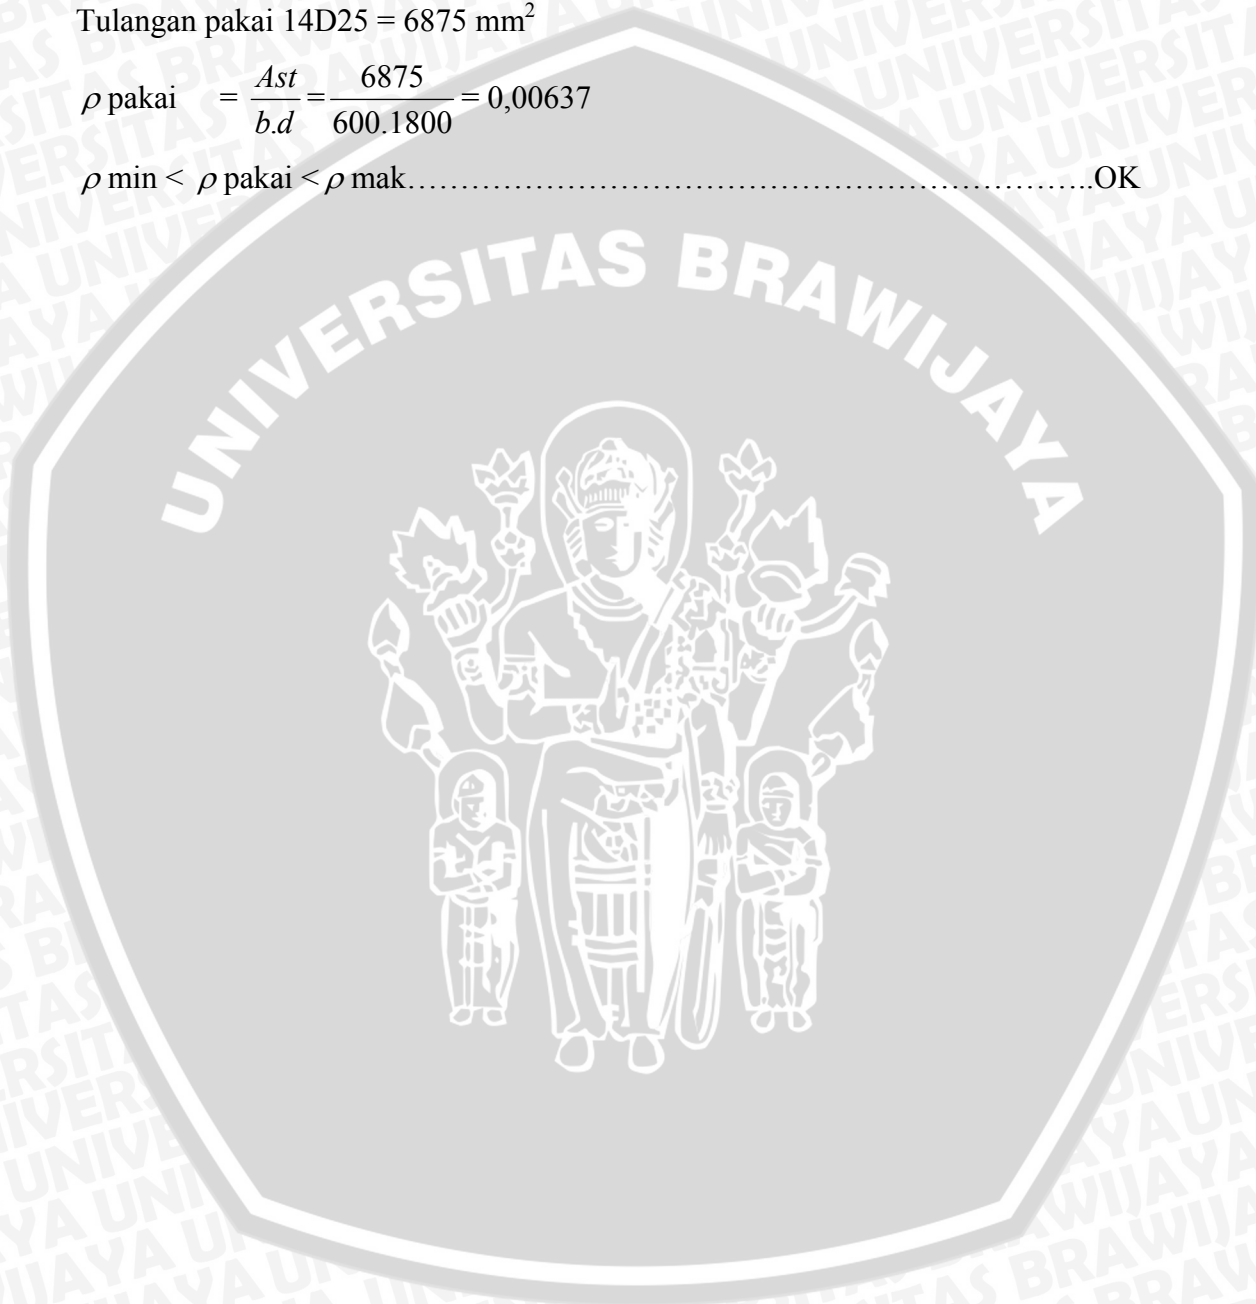 Tulangan pakai 14D25 = 6875 mm²
ρ pakai = Ast/b.d = 6875/600.1800 = 0,00637
ρ min < ρ pakai < ρ mak……………………………………………………………..OK
UNIVERSITAS BRAWIJAYA